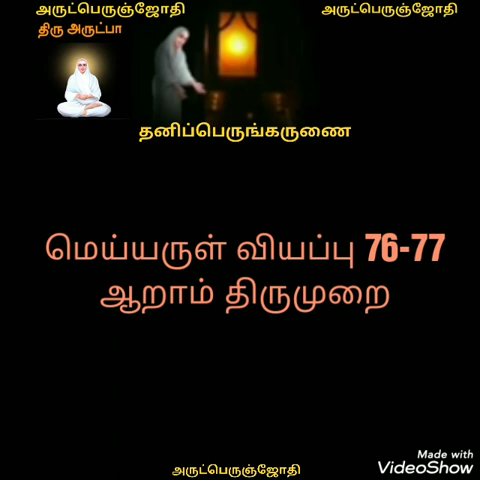 அருட்பெருஞ்ஜோதி
அருட்பெருஞ்ஜோதி
திரு அருட்பா
தனிப்பெருங்கருணை
மெய்யருள் வியப்பு 76-77
ஆறாம் திருமுறை
அருட்பெருஞ்ஜோதி
Made with
VideoShow